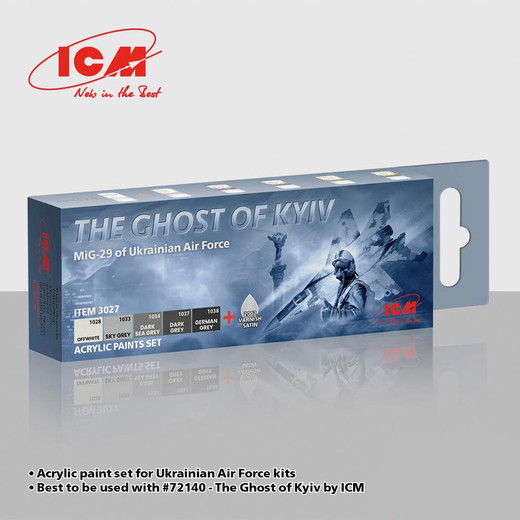 ICM
New in the Best
THE GHOST OF KYIV
MiG-29 of Ukrainian Air Force
ITEM 3027
1028
OFFWHITE
1033
SKY GREY
1034
DARK
SEA GREY
1037
DARK
GREY
1038
GERMAN
GREY
+
2002
VARNISH
SATIN
ACRYLIC PAINTS SET
ICM
ICM
• Acrylic paint set for Ukrainian Air Force kits
• Best to be used with #72140 - The Ghost of Kyiv by ICM